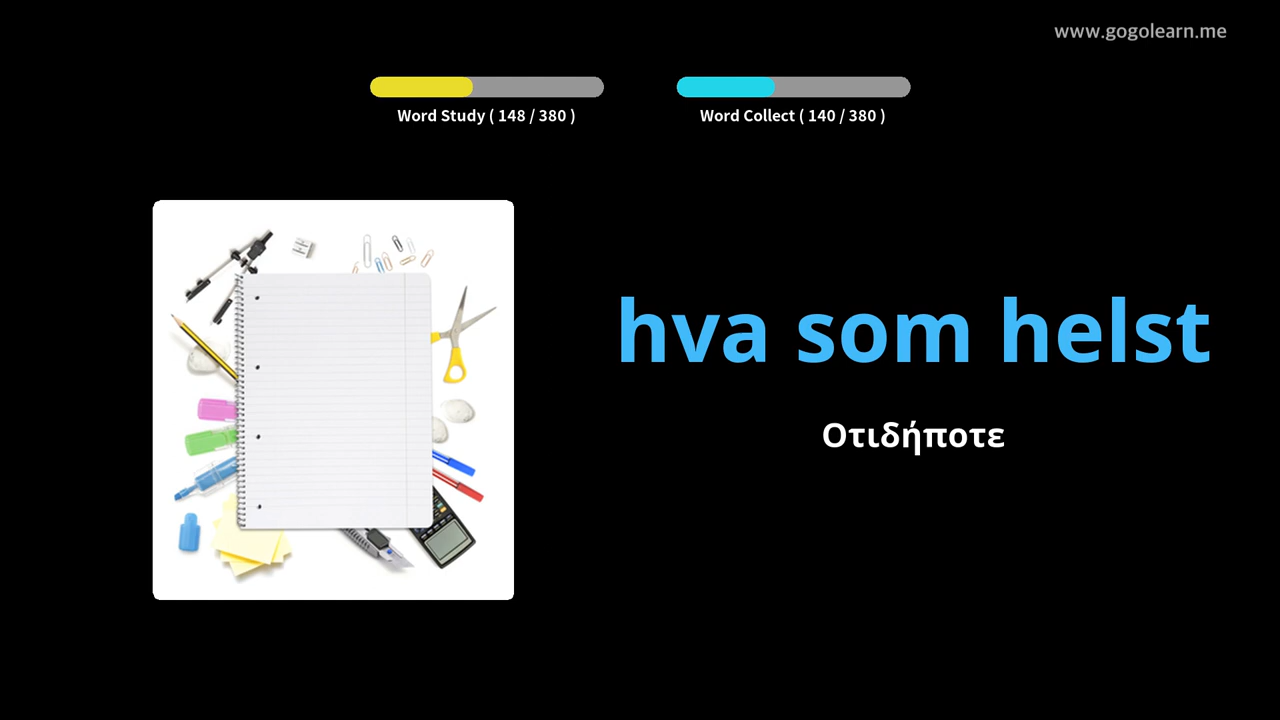 www.gogolearn.me
Word Study ( 148 / 380 )
Word Collect ( 140 / 380 )
hva som helst
Οτιδήποτε